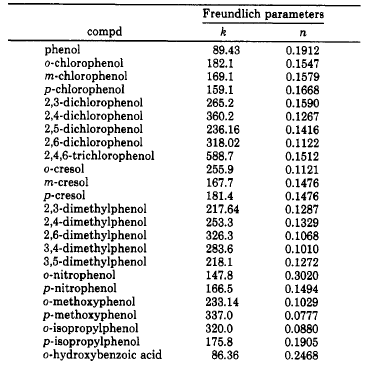 Freundlich parameters
compd k n
phenol 89.43 0.1912
o-chlorophenol 182.1 0.1547
m-chlorophenol 169.1 0.1579
p-chlorophenol 159.1 0.1668
2,3-dichlorophenol 265.2 0.1590
2,4-dichlorophenol 360.2 0.1267
2,5-dichlorophenol 236.16 0.1416
2,6-dichlorophenol 318.02 0.1122
2,4,6-trichlorophenol 588.7 0.1512
o-cresol 255.9 0.1121
m-cresol 167.7 0.1476
p-cresol 181.4 0.1476
2,3-dimethylphenol 217.64 0.1287
2,4-dimethylphenol 253.3 0.1329
2,6-dimethylphenol 326.3 0.1068
3,4-dimethylphenol 283.6 0.1010
3,5-dimethylphenol 218.1 0.1272
o-nitrophenol 147.8 0.3020
p-nitrophenol 166.5 0.1494
o-methoxyphenol 233.14 0.1029
p-methoxyphenol 337.0 0.0777
o-isopropylphenol 320.0 0.0880
p-isopropylphenol 175.8 0.1905
o-hydroxybenzoic acid 86.36 0.2468